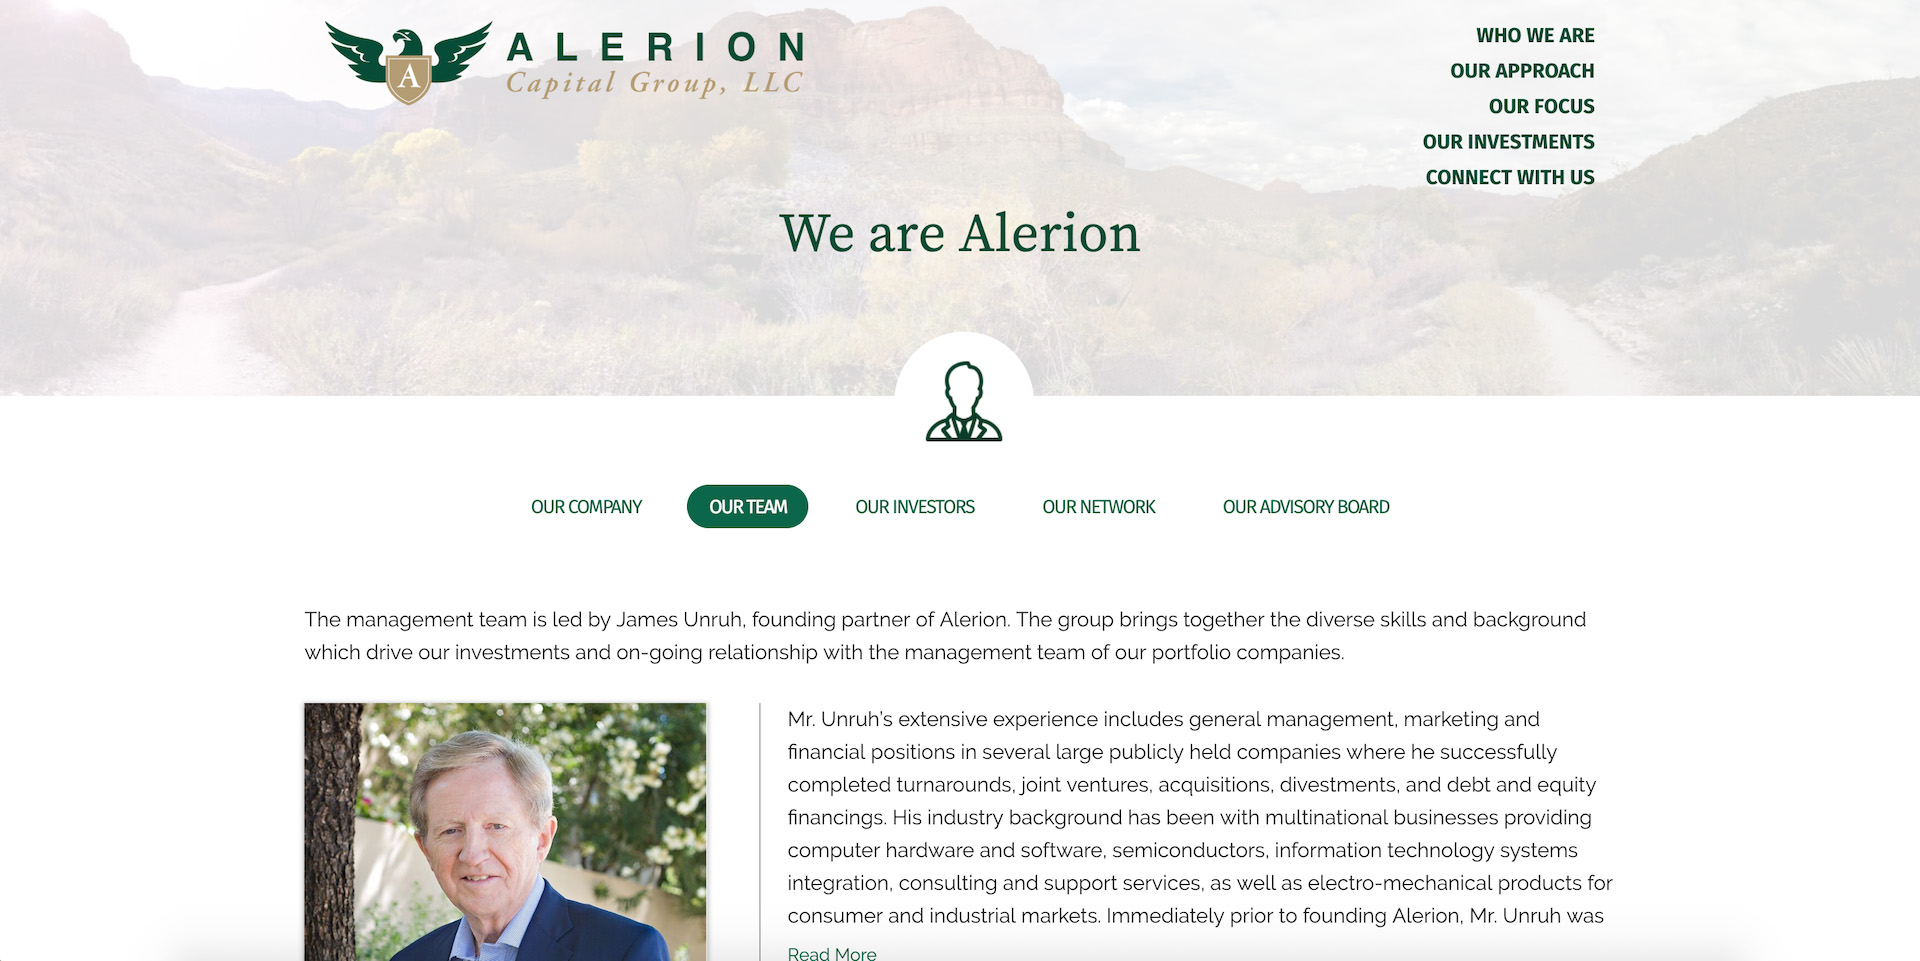 A
ALERION
Capital Group, LLC
WHO WE ARE
OUR APPROACH
OUR FOCUS
OUR INVESTMENTS
CONNECT WITH US
We are Alerion
OUR COMPANY
OUR TEAM
OUR INVESTORS
OUR NETWORK
OUR ADVISORY BOARD
The management team is led by James Unruh, founding partner of Alerion. The group brings together the diverse skills and background
which drive our investments and on-going relationship with the management team of our portfolio companies.
Mr. Unruh's extensive experience includes general management, marketing and
financial positions in several large publicly held companies where he successfully
completed turnarounds, joint ventures, acquisitions, divestments, and debt and equity
financings. His industry background has been with multinational businesses providing
computer hardware and software, semiconductors, information technology systems
integration, consulting and support services, as well as electro-mechanical products for
consumer and industrial markets. Immediately prior to founding Alerion, Mr. Unruh was
Read More